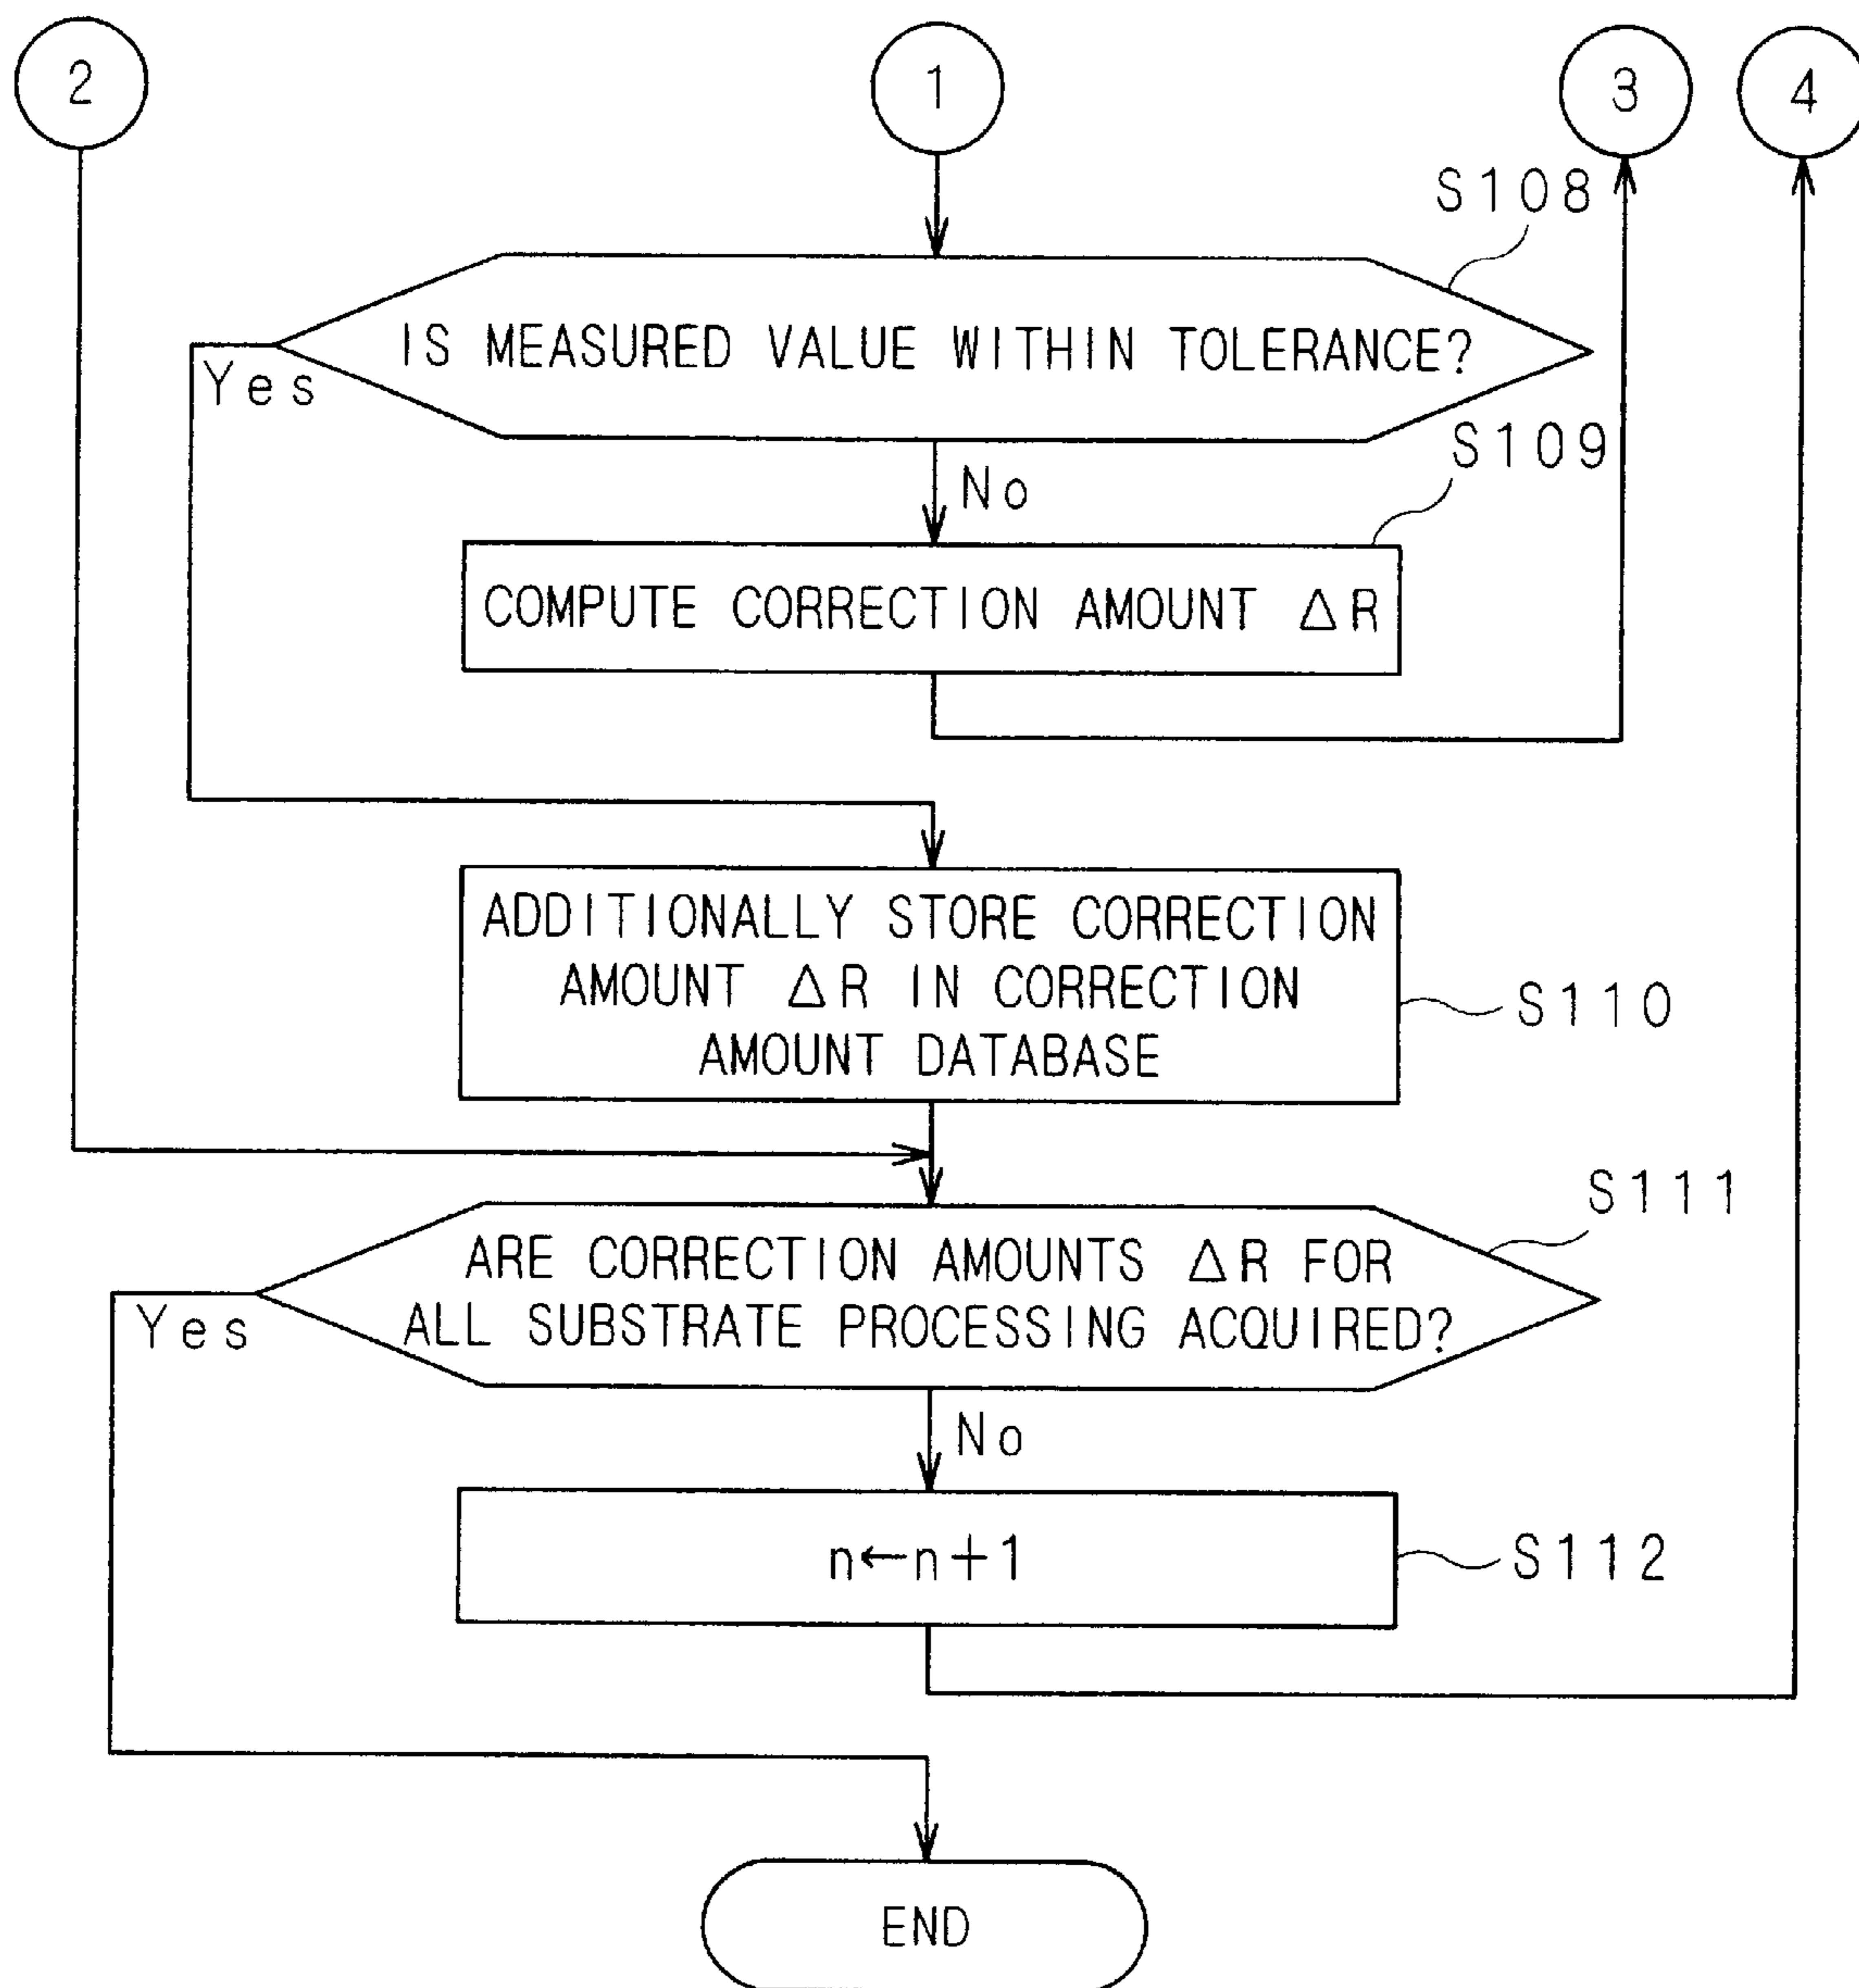 2
1
3
4
S108
IS MEASURED VALUE WITHIN TOLERANCE?
Yes
S109
No
COMPUTE CORRECTION AMOUNT ΔR
ADDITIONALLY STORE CORRECTION
AMOUNT ΔR IN CORRECTION
AMOUNT DATABASE
S110
S111
ARE CORRECTION AMOUNTS ΔR FOR
ALL SUBSTRATE PROCESSING ACQUIRED?
Yes
No
n←n+1
S112
END